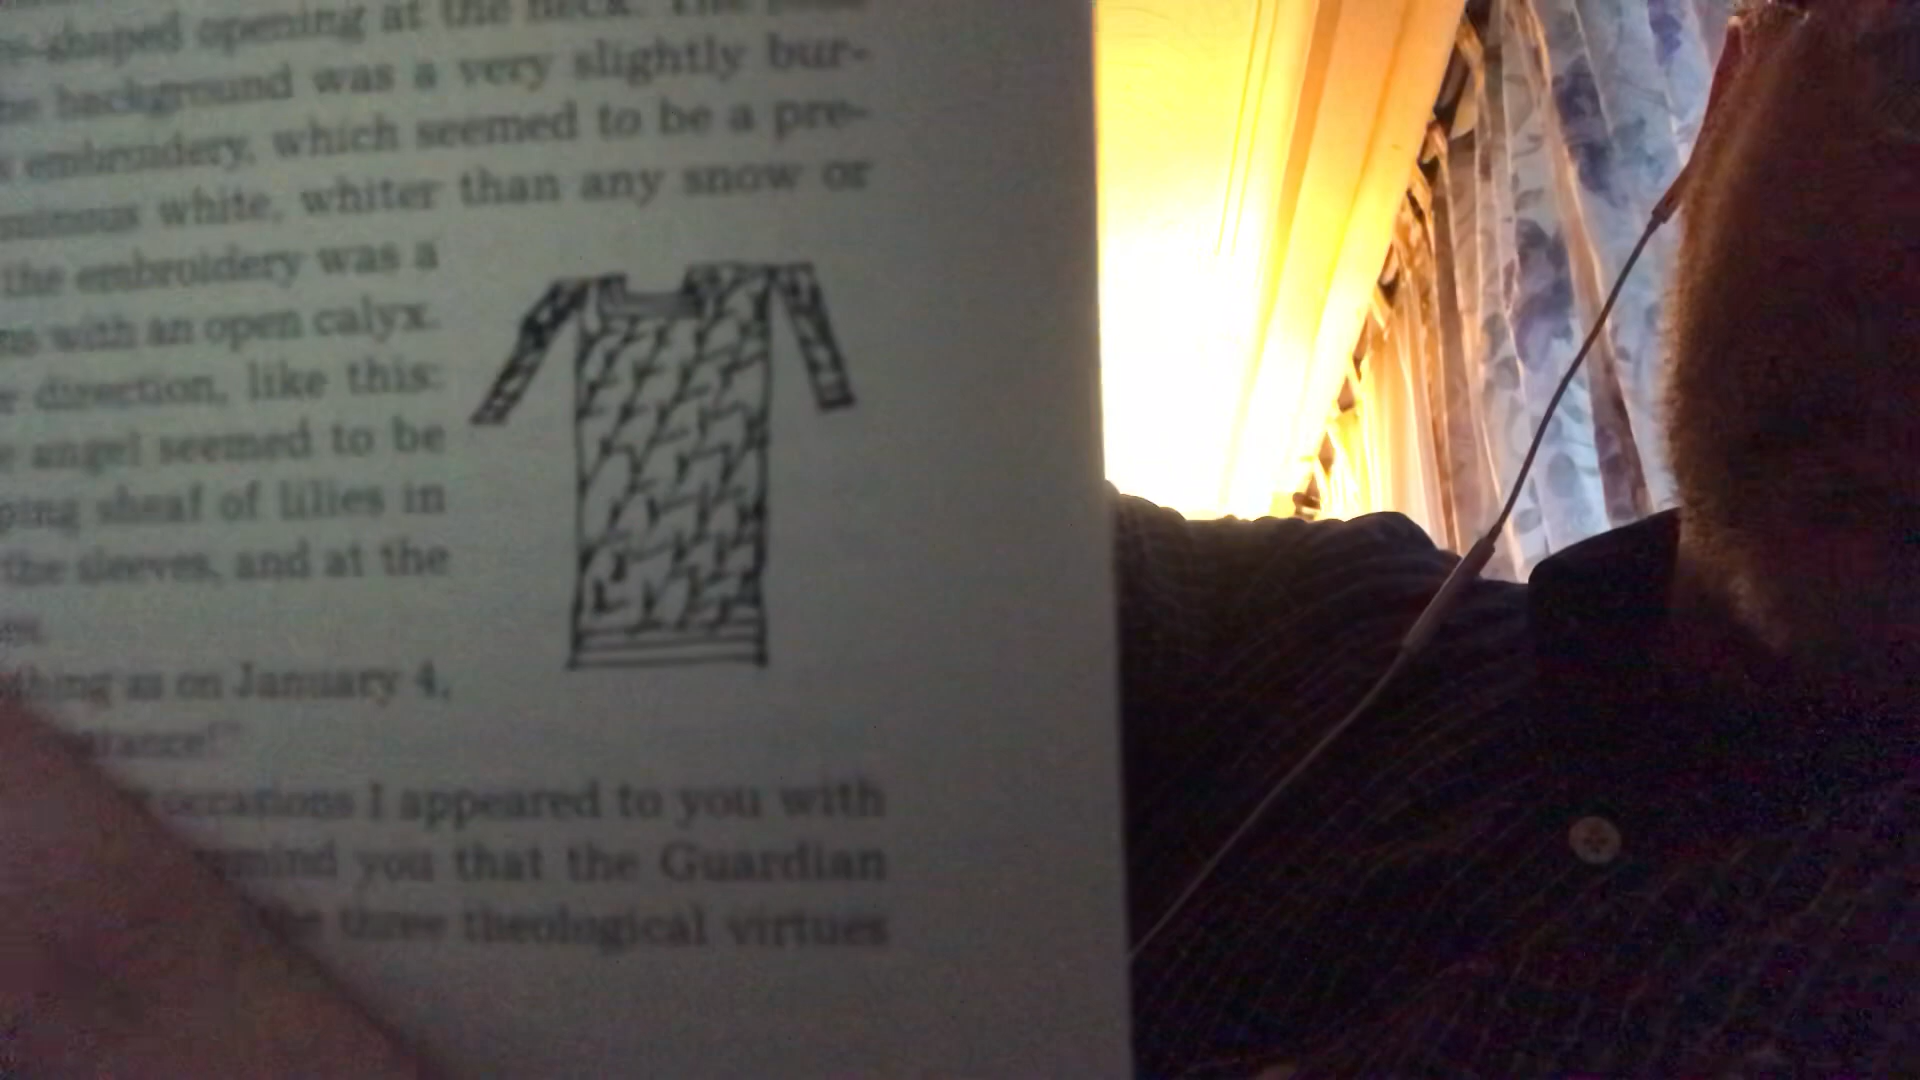 -shaped opening at the neck. The
background was a very slightly bur-
embroidery, which seemed to be a pre-
white, whiter than any snow or
the embroidery was a
with an open calyx.
direction, like this:
angel seemed to be
sheaf of lilies in
the sleeves, and at the
as on January 4,
occasions I appeared to you with
you that the Guardian
the three theological virtues